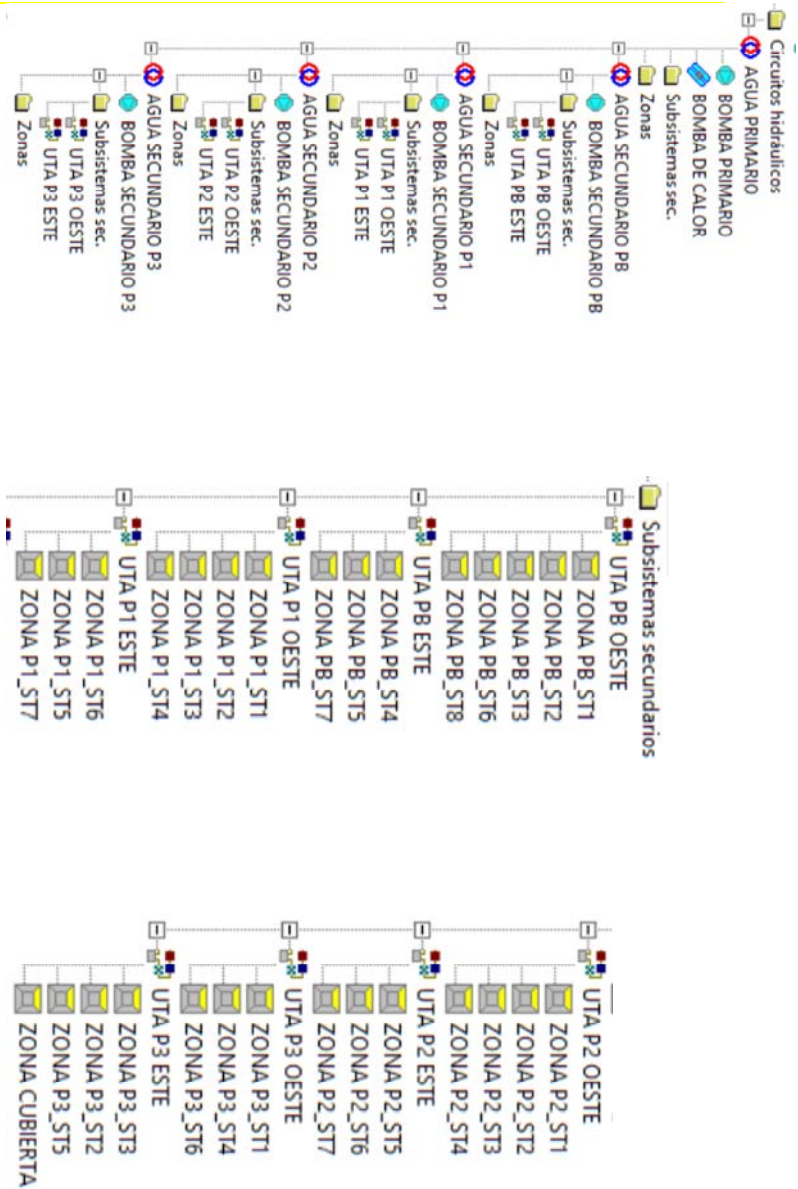 Circuitos hidráulicos
AGUA PRIMARIO
BOMBA PRIMARIO
BOMBA DE CALOR
Subsistemas sec.
Zonas
AGUA SECUNDARIO PB
BOMBA SECUNDARIO PB
Subsistemas sec.
UTA PB OESTE
UTA PB ESTE
Zonas
AGUA SECUNDARIO P1
BOMBA SECUNDARIO P1
Subsistemas sec.
UTA P1 OESTE
UTA P1 ESTE
Zonas
AGUA SECUNDARIO P2
BOMBA SECUNDARIO P2
Subsistemas sec.
UTA P2 OESTE
UTA P2 ESTE
Zonas
AGUA SECUNDARIO P3
BOMBA SECUNDARIO P3
Subsistemas sec.
UTA P3 OESTE
UTA P3 ESTE
Zonas
Subsistemas secundarios
UTA PB OESTE
ZONA PB_ST1
ZONA PB_ST2
ZONA PB_ST3
ZONA PB_ST6
ZONA PB_ST8
UTA PB ESTE
ZONA PB_ST4
ZONA PB_ST5
ZONA PB_ST7
UTA P1 OESTE
ZONA P1_ST1
ZONA P1_ST2
ZONA P1_ST3
ZONA P1_ST4
UTA P1 ESTE
ZONA P1_ST6
ZONA P1_ST5
ZONA P1_ST7
UTA P2 OESTE
ZONA P2_ST1
ZONA P2_ST2
ZONA P2_ST3
ZONA P2_ST4
UTA P2 ESTE
ZONA P2_ST5
ZONA P2_ST6
ZONA P2_ST7
UTA P3 OESTE
ZONA P3_ST1
ZONA P3_ST4
ZONA P3_ST6
UTA P3 ESTE
ZONA P3_ST3
ZONA P3_ST2
ZONA P3_ST5
ZONA CUBIERTA